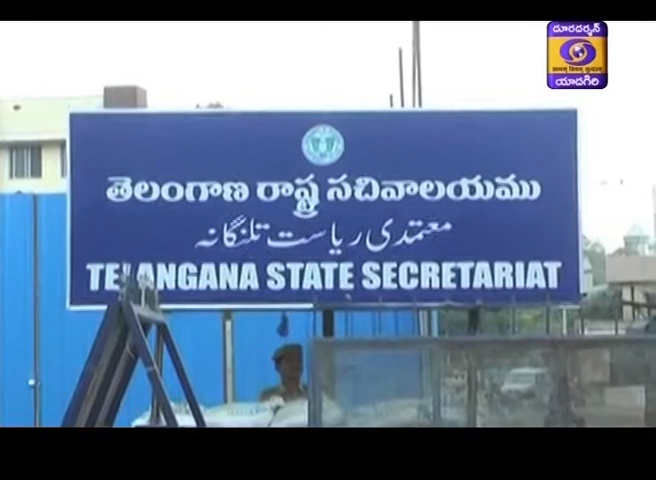 దూరదర్శన్
యాదగిరి
తెలంగాణ రాష్ట్ర సచివాలయము
معتمدی ریاست تلنگانہ
TELANGANA STATE SECRETARIAT